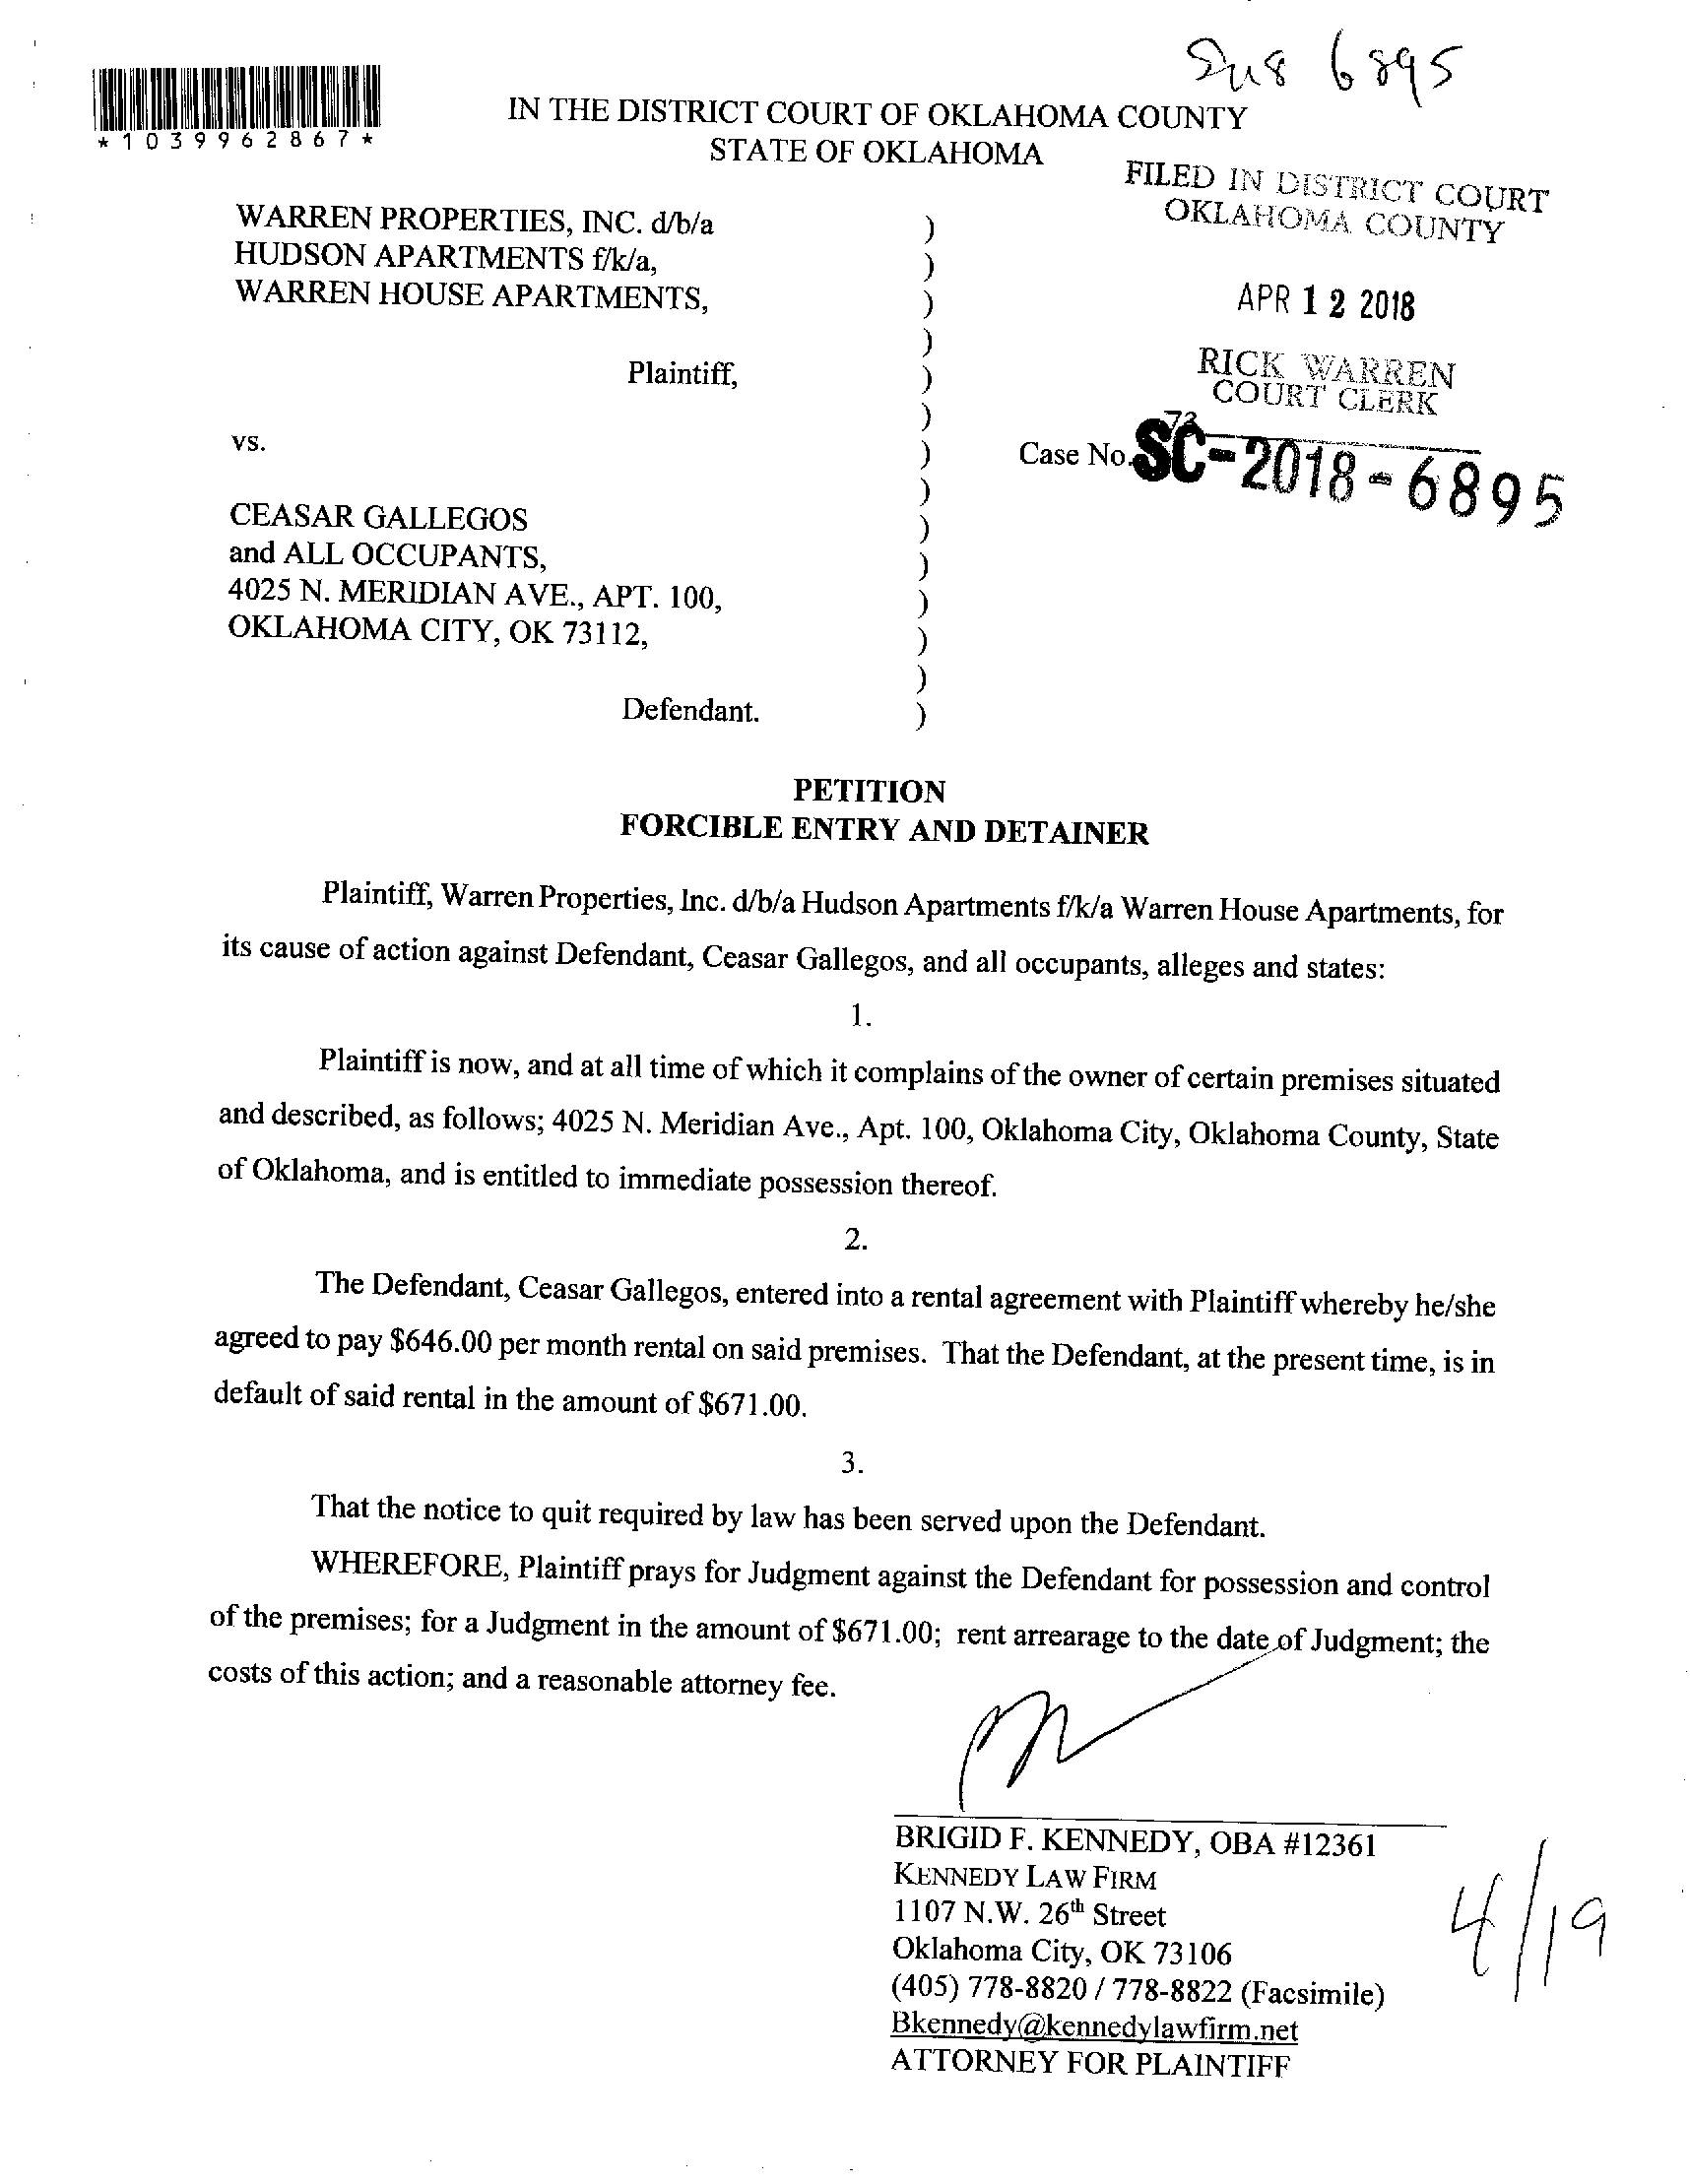 6895
*1039962867*
IN THE DISTRICT COURT OF OKLAHOMA COUNTY
STATE OF OKLAHOMA
FILED IN DISTRICT COURT
OKLAHOMA COUNTY
WARREN PROPERTIES, INC. d/b/a
HUDSON APARTMENTS f/k/a,
WARREN HOUSE APARTMENTS,
APR 12 2018
Plaintiff,
RICK WARREN
COURT CLERK
73
vs.
Case No. SC-2018-6895
CEASAR GALLEGOS
and ALL OCCUPANTS,
4025 N. MERIDIAN AVE., APT. 100,
OKLAHOMA CITY, OK 73112,
Defendant.
)
)
)
)
)
)
)
)
)
)
)
)
)
)
PETITION
FORCIBLE ENTRY AND DETAINER
Plaintiff, Warren Properties, Inc. d/b/a Hudson Apartments f/k/a Warren House Apartments, for
its cause of action against Defendant, Ceasar Gallegos, and all occupants, alleges and states:
1.
Plaintiff is now, and at all time of which it complains of the owner of certain premises situated
and described, as follows; 4025 N. Meridian Ave., Apt. 100, Oklahoma City, Oklahoma County, State
of Oklahoma, and is entitled to immediate possession thereof.
2.
The Defendant, Ceasar Gallegos, entered into a rental agreement with Plaintiff whereby he/she
agreed to pay $646.00 per month rental on said premises. That the Defendant, at the present time, is in
default of said rental in the amount of $671.00.
3.
That the notice to quit required by law has been served upon the Defendant.
WHEREFORE, Plaintiff prays for Judgment against the Defendant for possession and control
of the premises; for a Judgment in the amount of $671.00; rent arrearage to the date of Judgment; the
costs of this action; and a reasonable attorney fee.
BRIGID F. KENNEDY, OBA #12361
KENNEDY LAW FIRM
1107 N.W. 26th Street
Oklahoma City, OK 73106
(405) 778-8820 / 778-8822 (Facsimile)
Bkennedy@kennedylawfirm.net
ATTORNEY FOR PLAINTIFF
4/19